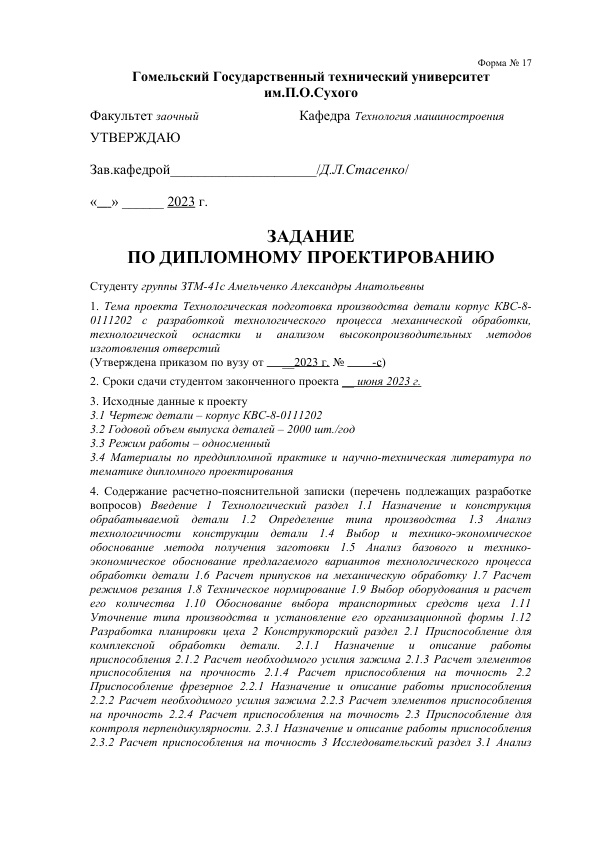 Форма № 17
Гомельский Государственный технический университет
им.П.О.Сухого
Факультет заочный Кафедра Технология машиностроения
УТВЕРЖДАЮ
Зав.кафедрой_____________________/Д.Л.Стасенко/
«__» ______ 2023 г.
ЗАДАНИЕ
ПО ДИПЛОМНОМУ ПРОЕКТИРОВАНИЮ
Студенту группы ЗТМ-41с Амельченко Александры Анатольевны
1. Тема проекта Технологическая подготовка производства детали корпус КВС-8-
0111202 с разработкой технологического процесса механической обработки,
технологической оснастки и анализом высокопроизводительных методов
изготовления отверстий
(Утверждена приказом по вузу от ____2023 г. № ____-с)
2. Сроки сдачи студентом законченного проекта __ июня 2023 г.
3. Исходные данные к проекту
3.1 Чертеж детали – корпус КВС-8-0111202
3.2 Годовой объем выпуска деталей – 2000 шт./год
3.3 Режим работы – односменный
3.4 Материалы по преддипломной практике и научно-техническая литература по
тематике дипломного проектирования
4. Содержание расчетно-пояснительной записки (перечень подлежащих разработке
вопросов) Введение 1 Технологический раздел 1.1 Назначение и конструкция
обрабатываемой детали 1.2 Определение типа производства 1.3 Анализ
технологичности конструкции детали 1.4 Выбор и технико-экономическое
обоснование метода получения заготовки 1.5 Анализ базового и технико-
экономическое обоснование предлагаемого вариантов технологического процесса
обработки детали 1.6 Расчет припусков на механическую обработку 1.7 Расчет
режимов резания 1.8 Техническое нормирование 1.9 Выбор оборудования и расчет
его количества 1.10 Обоснование выбора транспортных средств цеха 1.11
Уточнение типа производства и установление его организационной формы 1.12
Разработка планировки цеха 2 Конструкторский раздел 2.1 Приспособление для
комплексной обработки детали. 2.1.1 Назначение и описание работы
приспособления 2.1.2 Расчет необходимого усилия зажима 2.1.3 Расчет элементов
приспособления на прочность 2.1.4 Расчет приспособления на точность 2.2
Приспособление фрезерное 2.2.1 Назначение и описание работы приспособления
2.2.2 Расчет необходимого усилия зажима 2.2.3 Расчет элементов приспособления
на прочность 2.2.4 Расчет приспособления на точность 2.3 Приспособление для
контроля перпендикулярности. 2.3.1 Назначение и описание работы приспособления
2.3.2 Расчет приспособления на точность 3 Исследовательский раздел 3.1 Анализ